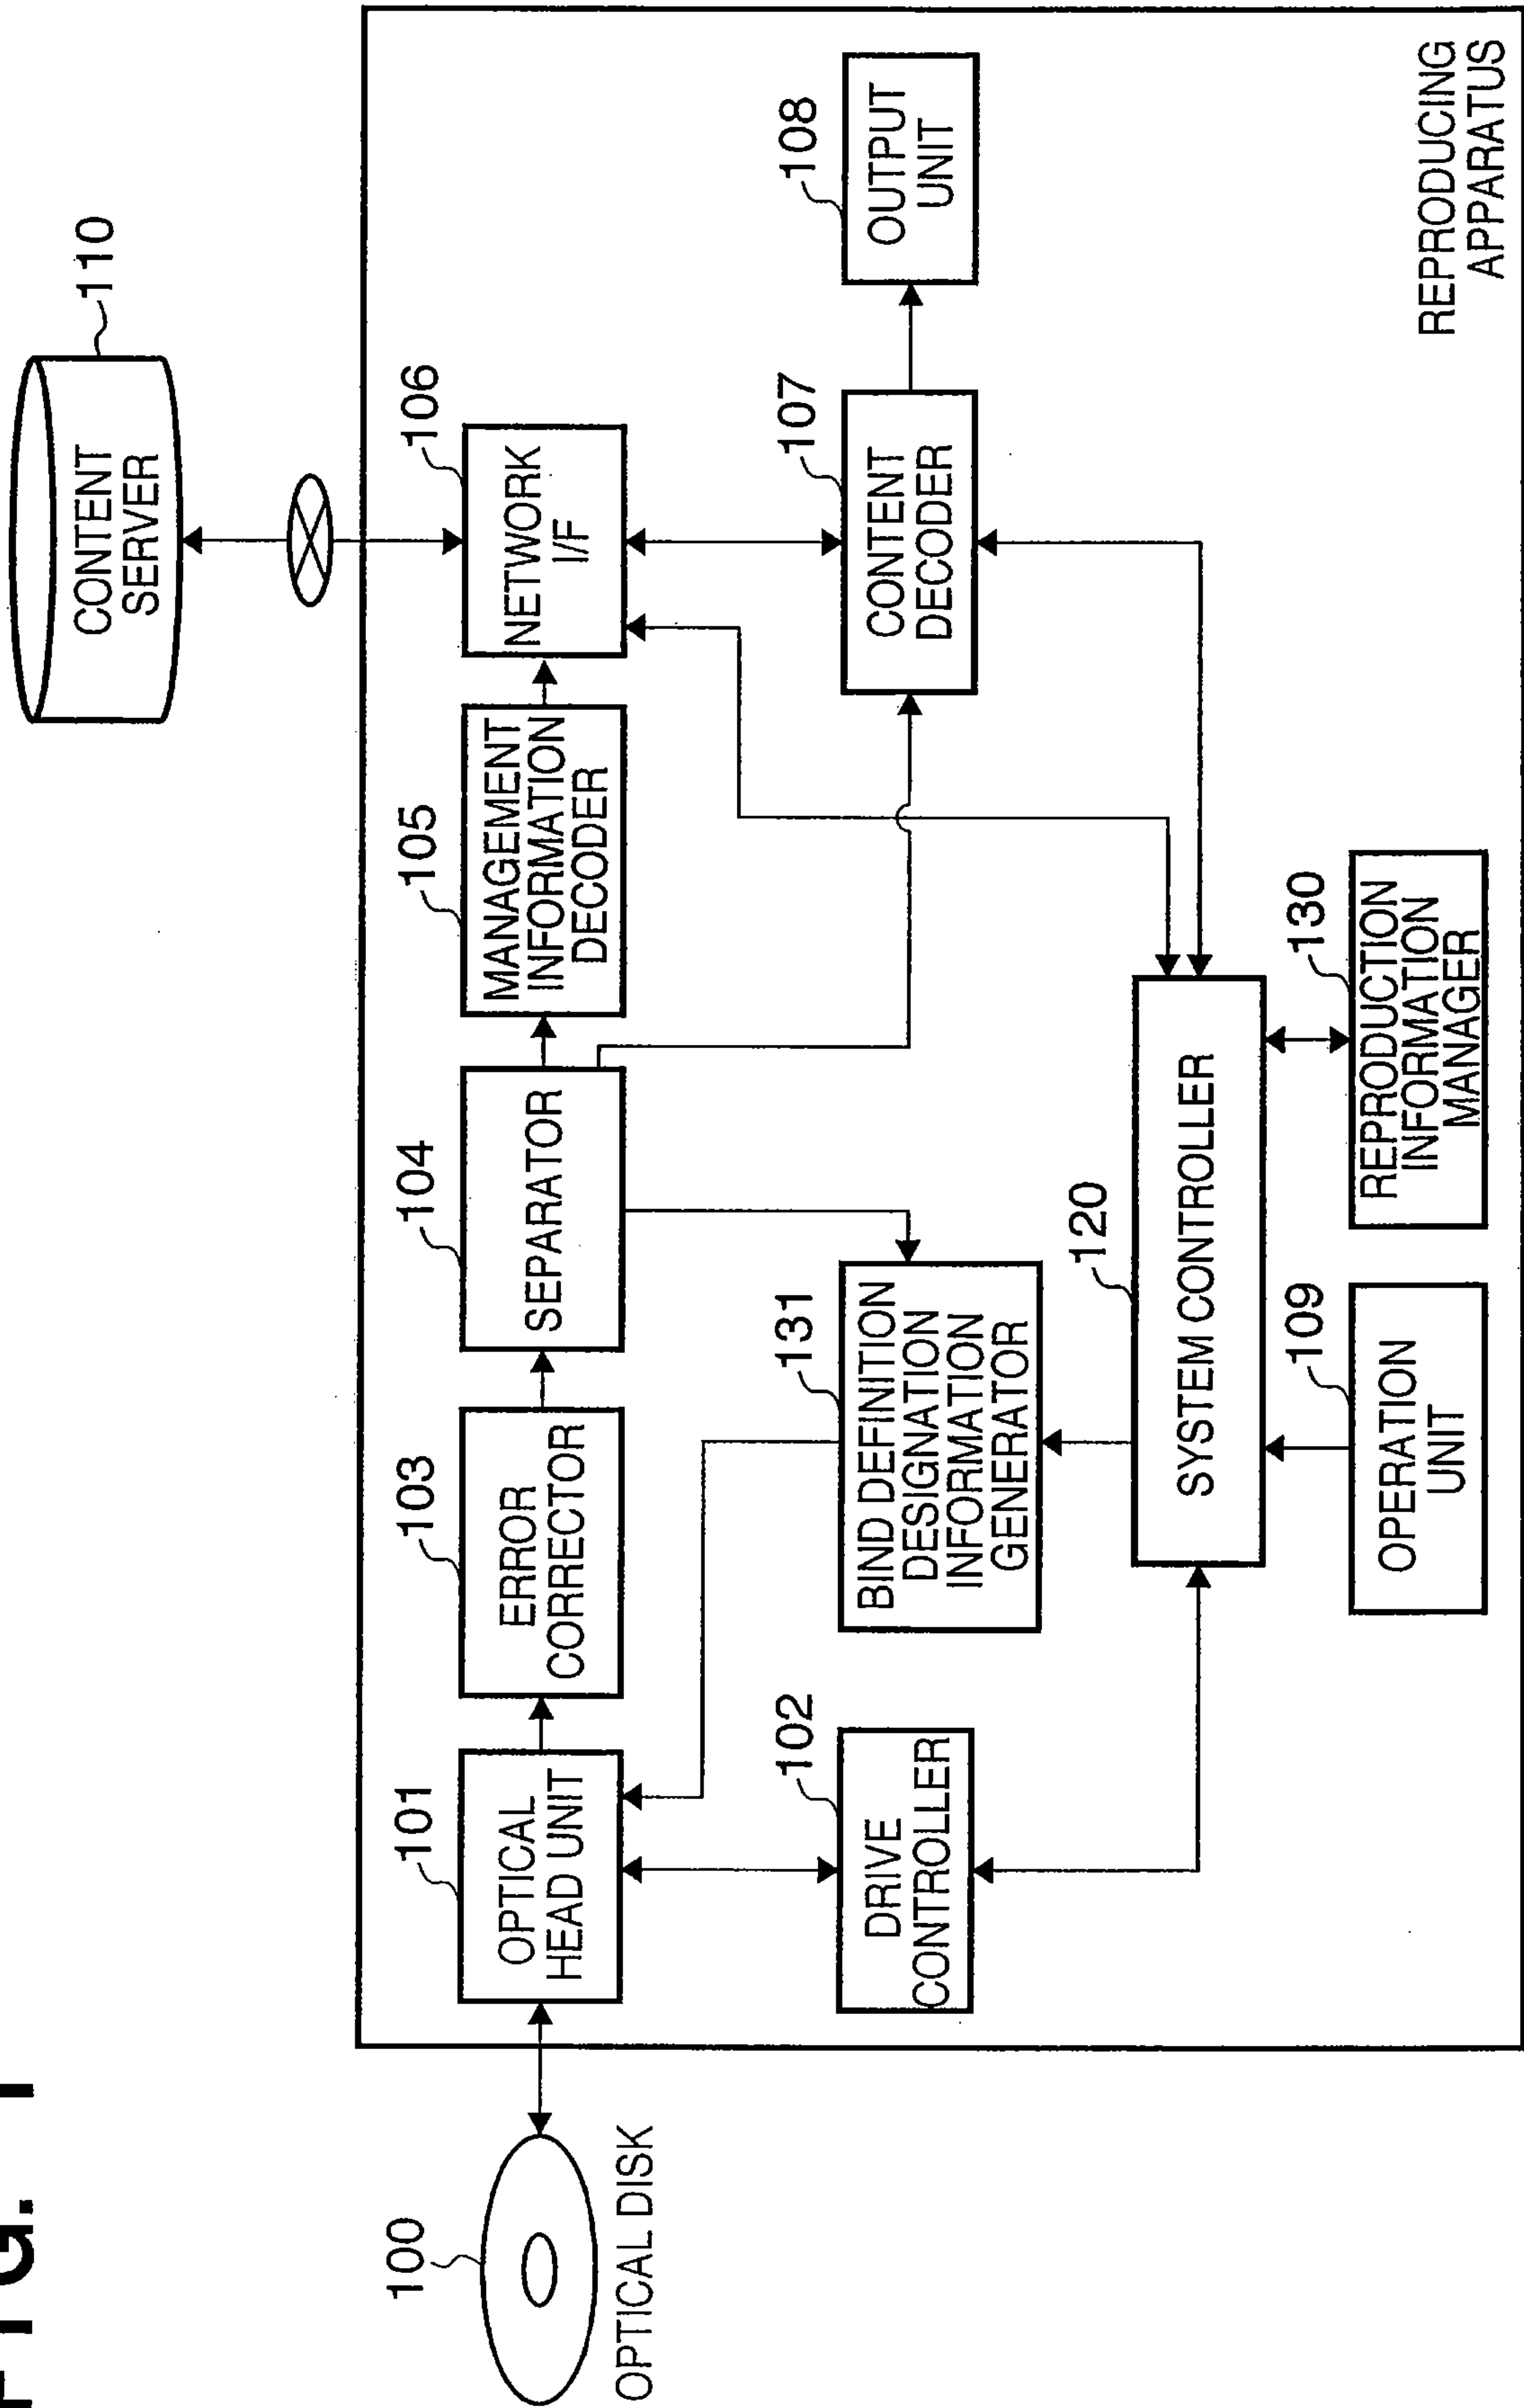 FIG. 1
CONTENT
SERVER
110
100
OPTICAL DISK
101
OPTICAL
HEAD UNIT
103
ERROR
CORRECTOR
104
SEPARATOR
105
MANAGEMENT
INFORMATION
DECODER
106
NETWORK
I/F
102
DRIVE
CONTROLLER
131
BIND DEFINITION
DESIGNATION
INFORMATION
GENERATOR
107
CONTENT
DECODER
108
OUTPUT
UNIT
120
SYSTEM CONTROLLER
109
OPERATION
UNIT
130
REPRODUCTION
INFORMATION
MANAGER
REPRODUCING
APPARATUS